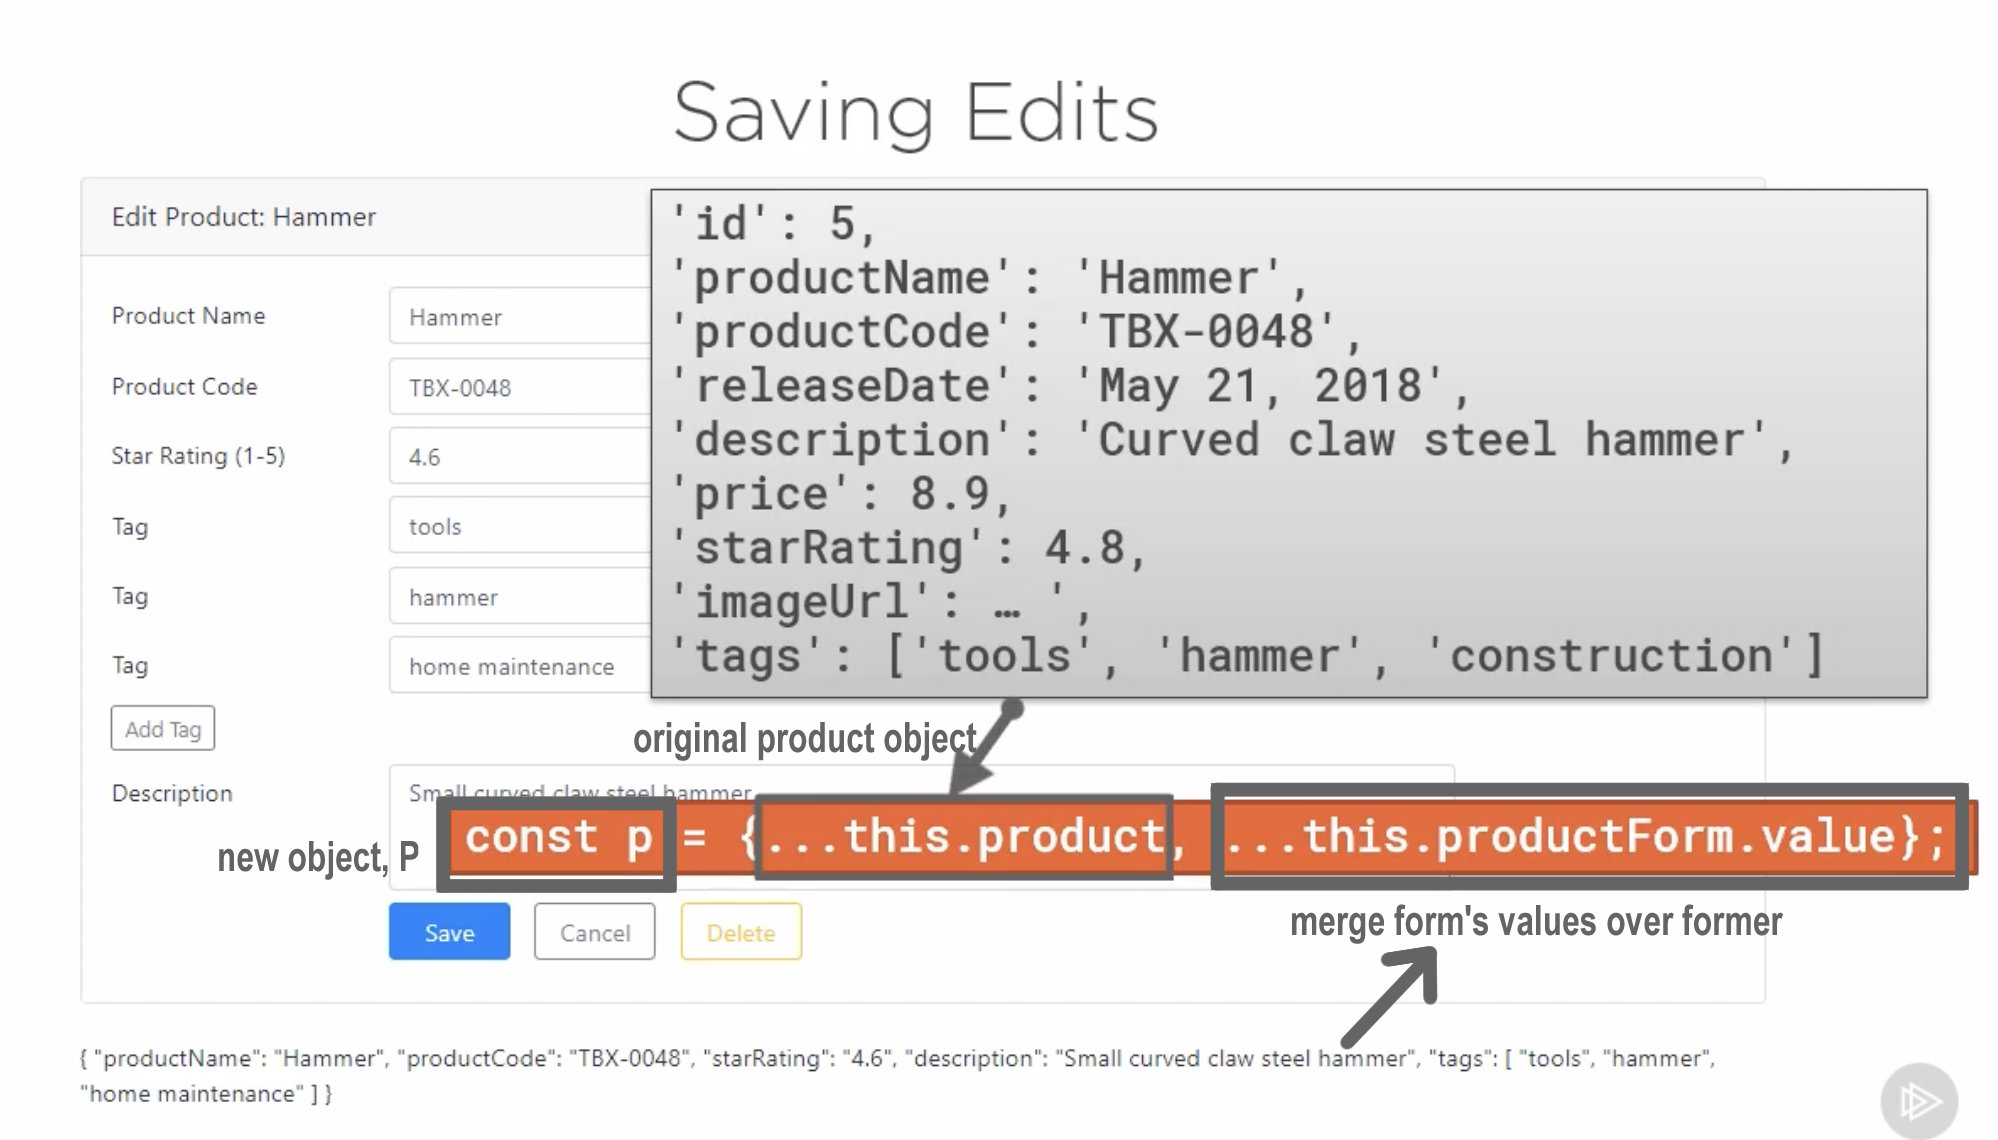 Saving Edits
Edit Product: Hammer
'id': 5,
'productName': 'Hammer',
'productCode': 'TBX-0048',
'releaseDate': 'May 21, 2018',
'description': 'Curved claw steel hammer',
'price': 8.9,
'starRating': 4.8,
'imageUrl': … ',
'tags': ['tools', 'hammer', 'construction']
Product Name
Hammer
Product Code
TBX-0048
Star Rating (1-5)
4.6
Tag
tools
Tag
hammer
Tag
home maintenance
Add Tag
original product object
Description
Small curved claw steel hammer
new object, P
const p = {...this.product, ...this.productForm.value};
merge form's values over former
Save
Cancel
Delete
{ "productName": "Hammer", "productCode": "TBX-0048", "starRating": "4.6", "description": "Small curved claw steel hammer", "tags": [ "tools", "hammer",
"home maintenance" ] }